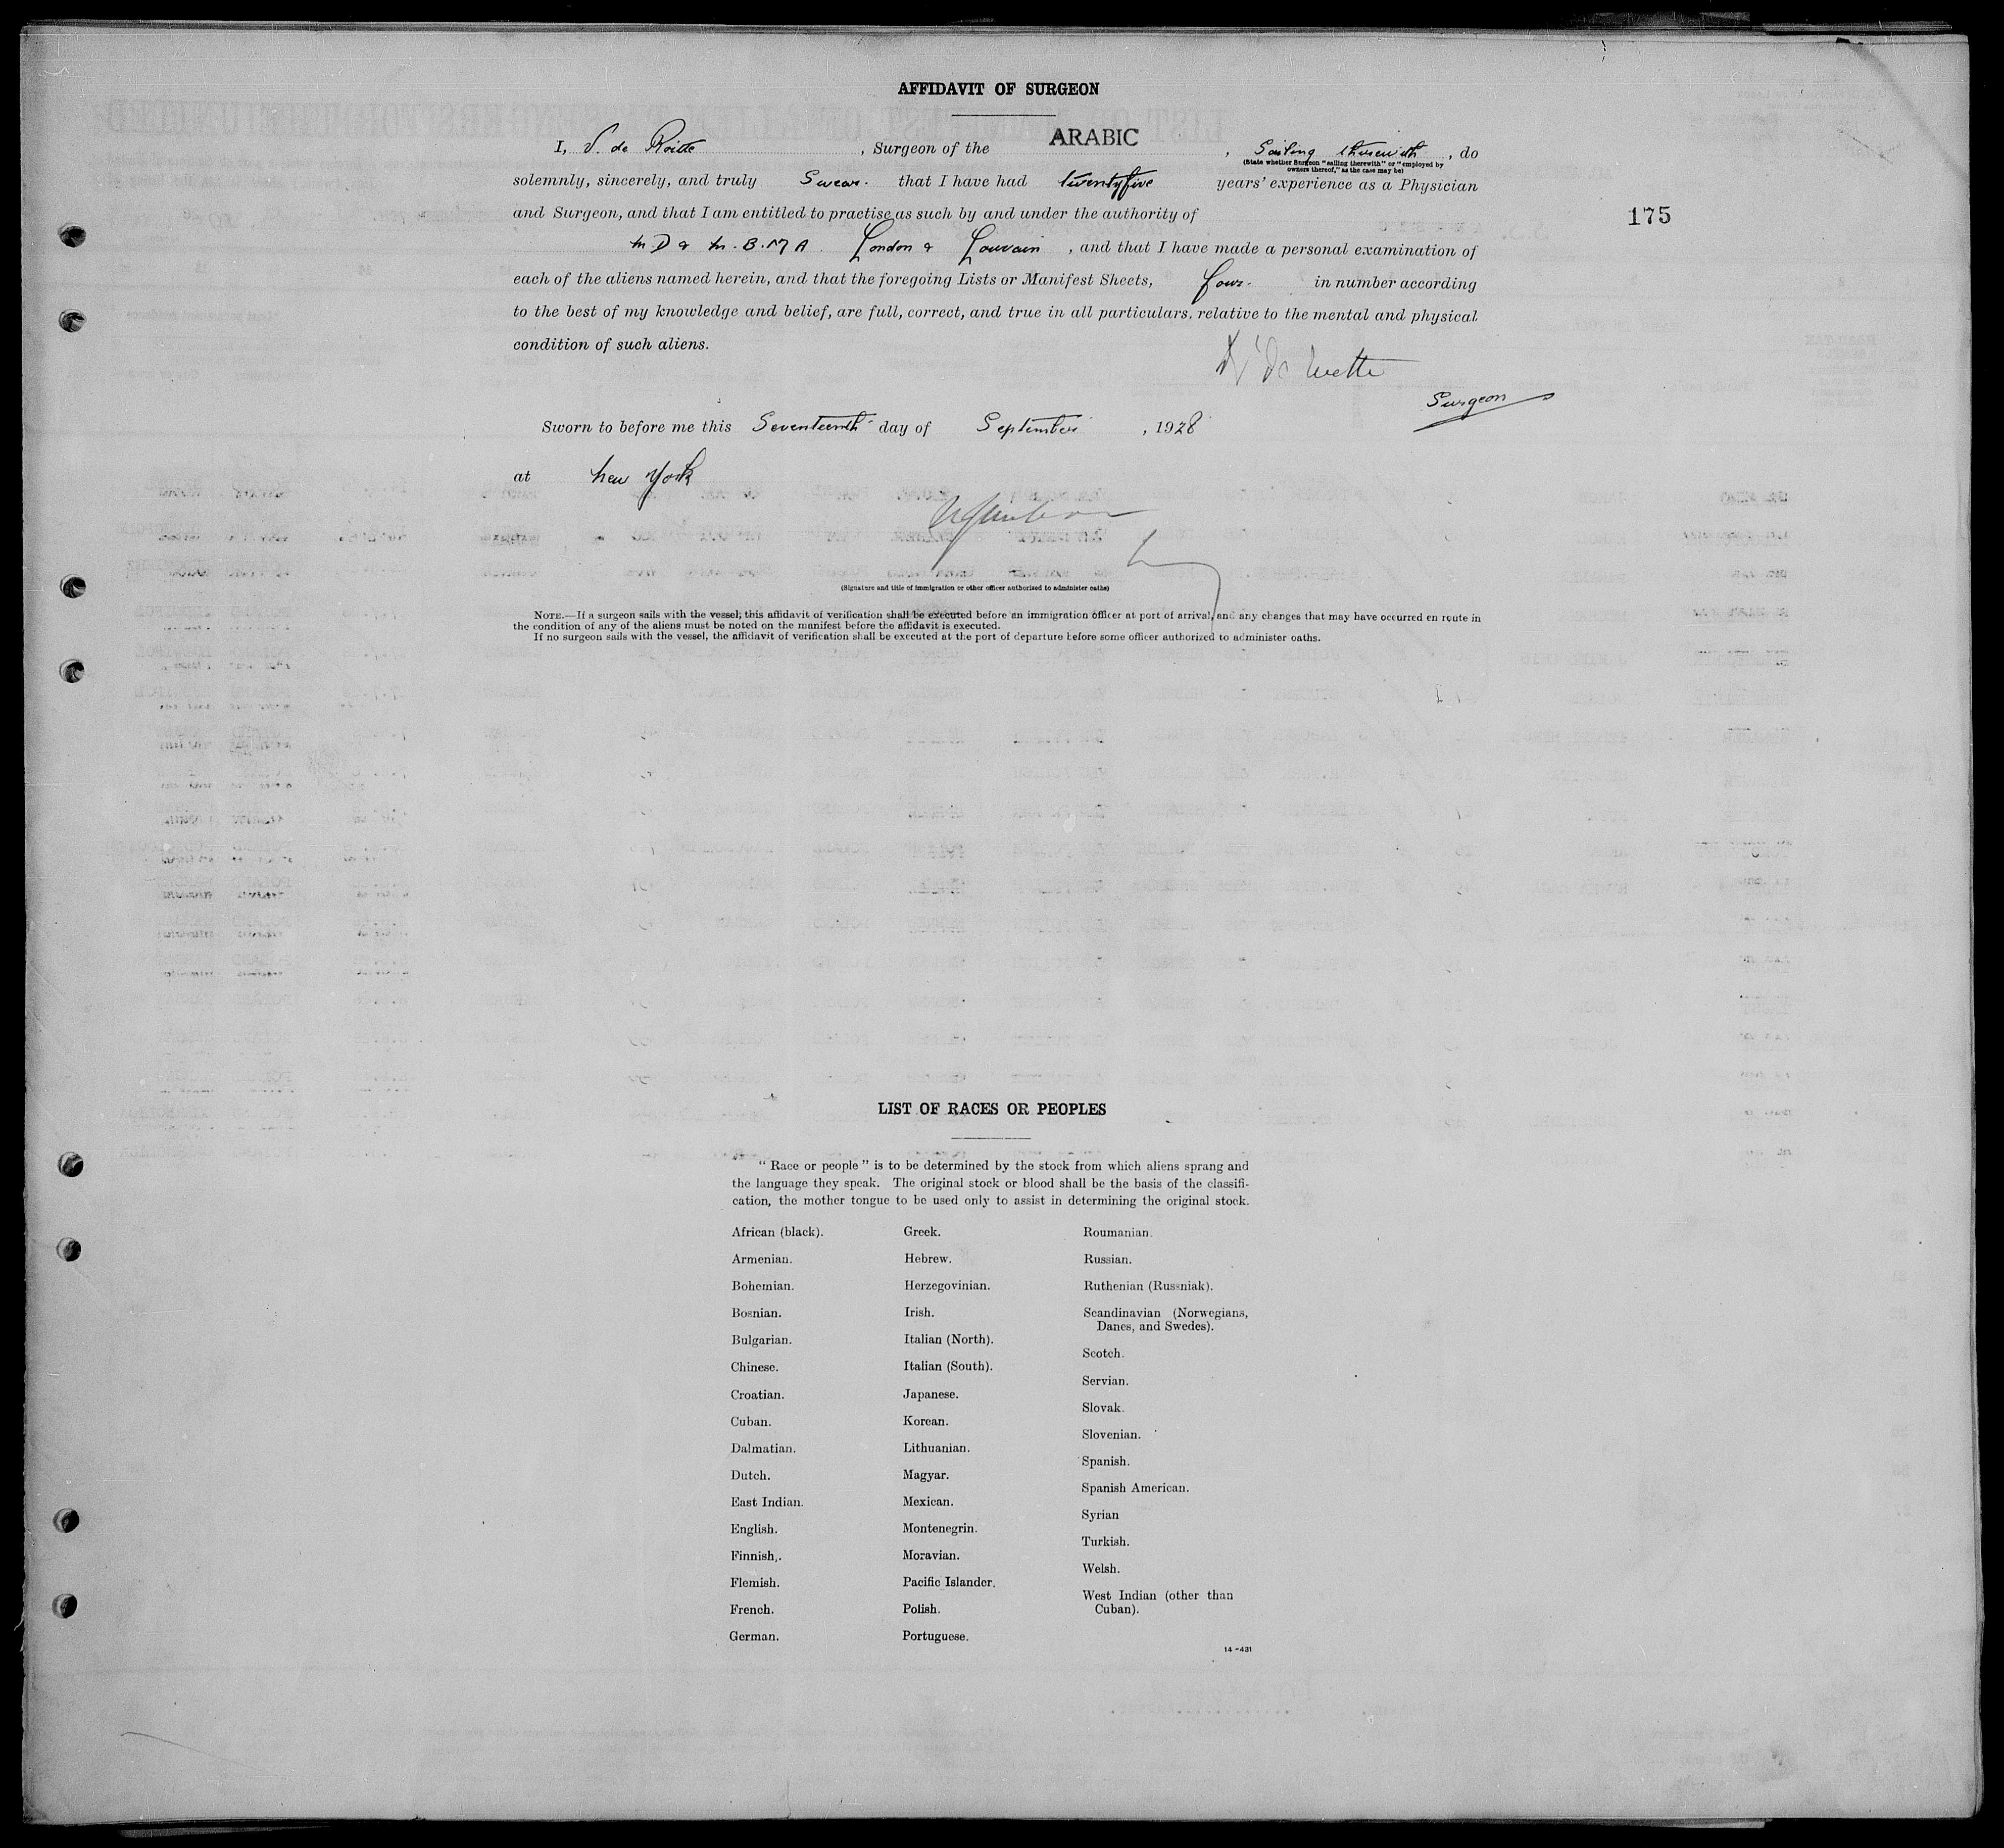 AFFIDAVIT OF SURGEON
I, , Surgeon of the ARABIC , Sailing therewith , do
(State whether Surgeon "sailing therewith" or "employed by
owners thereof," as the case may be)
solemnly, sincerely, and truly Swear. that I have had twentyfive years' experience as a Physician
and Surgeon, and that I am entitled to practise as such by and under the authority of
175
London & Louvain , and that I have made a personal examination of
each of the aliens named herein, and that the foregoing Lists or Manifest Sheets, four. in number according
to the best of my knowledge and belief, are full, correct, and true in all particulars, relative to the mental and physical
condition of such aliens.
Surgeon
Sworn to before me this Seventeenth day of September , 1928
at New York
(Signature and title of immigration or other officer authorized to administer oaths)
NOTE.—If a surgeon sails with the vessel, this affidavit of verification shall be executed before an immigration officer at port of arrival, and any changes that may have occurred en route in
the condition of any of the aliens must be noted on the manifest before the affidavit is executed.
If no surgeon sails with the vessel, the affidavit of verification shall be executed at the port of departure before some officer authorized to administer oaths.
LIST OF RACES OR PEOPLES
"Race or people" is to be determined by the stock from which aliens sprang and
the language they speak. The original stock or blood shall be the basis of the classifi-
cation, the mother tongue to be used only to assist in determining the original stock.
African (black).
Armenian.
Bohemian.
Bosnian.
Bulgarian.
Chinese.
Croatian.
Cuban.
Dalmatian.
Dutch.
East Indian.
English.
Finnish.
Flemish.
French.
German.
Greek.
Hebrew.
Herzegovinian.
Irish.
Italian (North).
Italian (South).
Japanese.
Korean.
Lithuanian.
Magyar.
Mexican.
Montenegrin.
Moravian.
Pacific Islander.
Polish.
Portuguese.
Roumanian.
Russian.
Ruthenian (Russniak).
Scandinavian (Norwegians,
Danes, and Swedes).
Scotch.
Servian.
Slovak.
Slovenian.
Spanish.
Spanish American.
Syrian
Turkish.
Welsh.
West Indian (other than
Cuban).
14-431